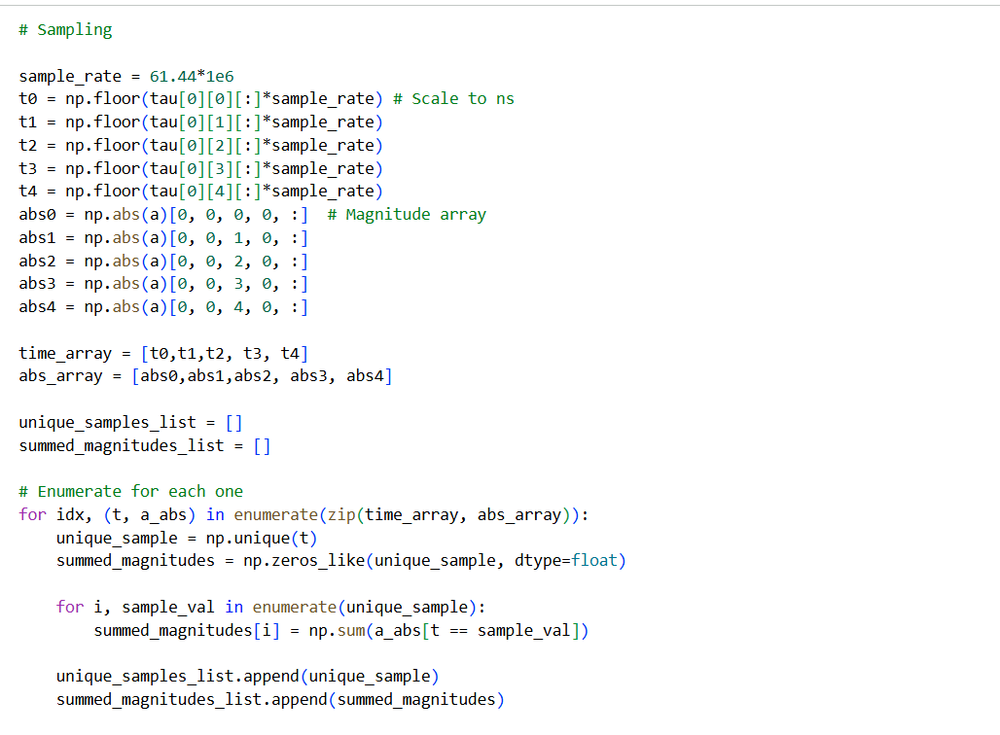 # Sampling
sample_rate = 61.44*1e6
t0 = np.floor(tau[0][0][:]*sample_rate) # Scale to ns
t1 = np.floor(tau[0][1][:]*sample_rate)
t2 = np.floor(tau[0][2][:]*sample_rate)
t3 = np.floor(tau[0][3][:]*sample_rate)
t4 = np.floor(tau[0][4][:]*sample_rate)
abs0 = np.abs(a)[0, 0, 0, 0, :]  # Magnitude array
abs1 = np.abs(a)[0, 0, 1, 0, :]
abs2 = np.abs(a)[0, 0, 2, 0, :]
abs3 = np.abs(a)[0, 0, 3, 0, :]
abs4 = np.abs(a)[0, 0, 4, 0, :]
time_array = [t0,t1,t2, t3, t4]
abs_array = [abs0,abs1,abs2, abs3, abs4]
unique_samples_list = []
summed_magnitudes_list = []
# Enumerate for each one
for idx, (t, a_abs) in enumerate(zip(time_array, abs_array)):
    unique_sample = np.unique(t)
    summed_magnitudes = np.zeros_like(unique_sample, dtype=float)
    for i, sample_val in enumerate(unique_sample):
        summed_magnitudes[i] = np.sum(a_abs[t == sample_val])
    unique_samples_list.append(unique_sample)
    summed_magnitudes_list.append(summed_magnitudes)